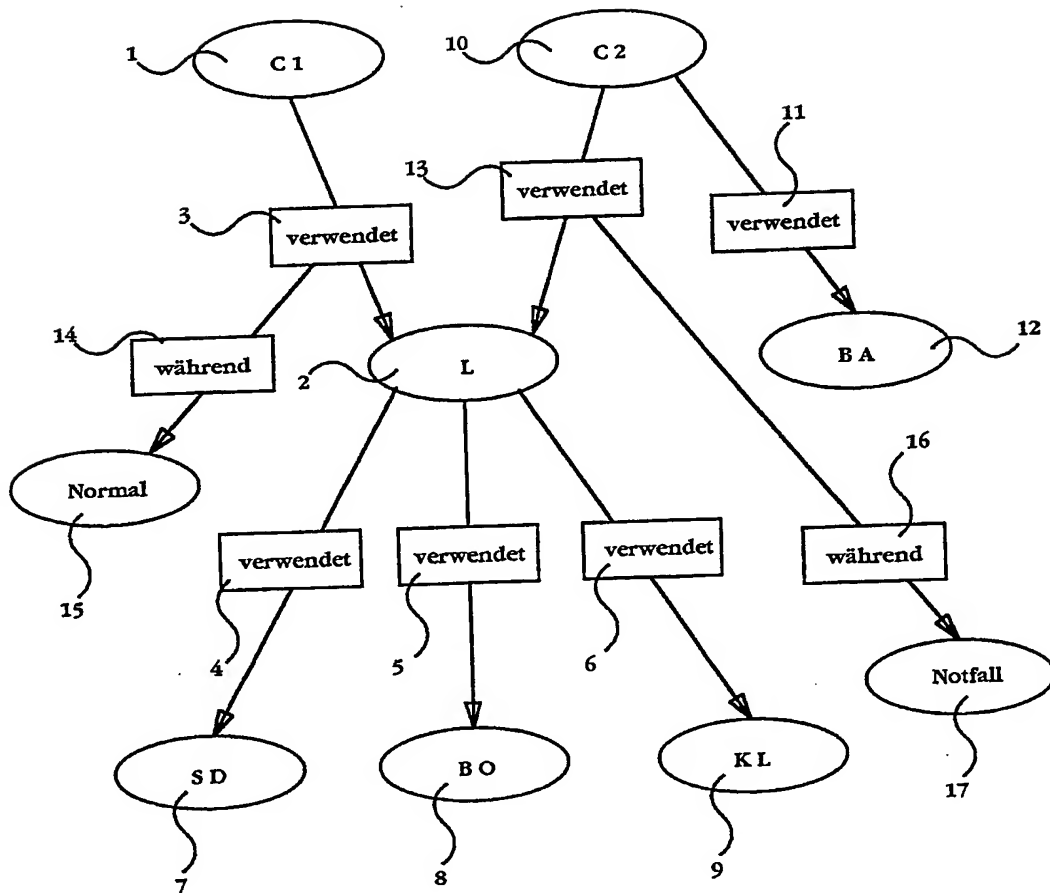 1
C 1
10
C 2
11
13
verwendet
3
verwendet
verwendet
14
während
2
L
B A
12
Normal
16
15
verwendet
verwendet
verwendet
während
4
5
6
Notfall
S D
B O
K L
17
7
8
9